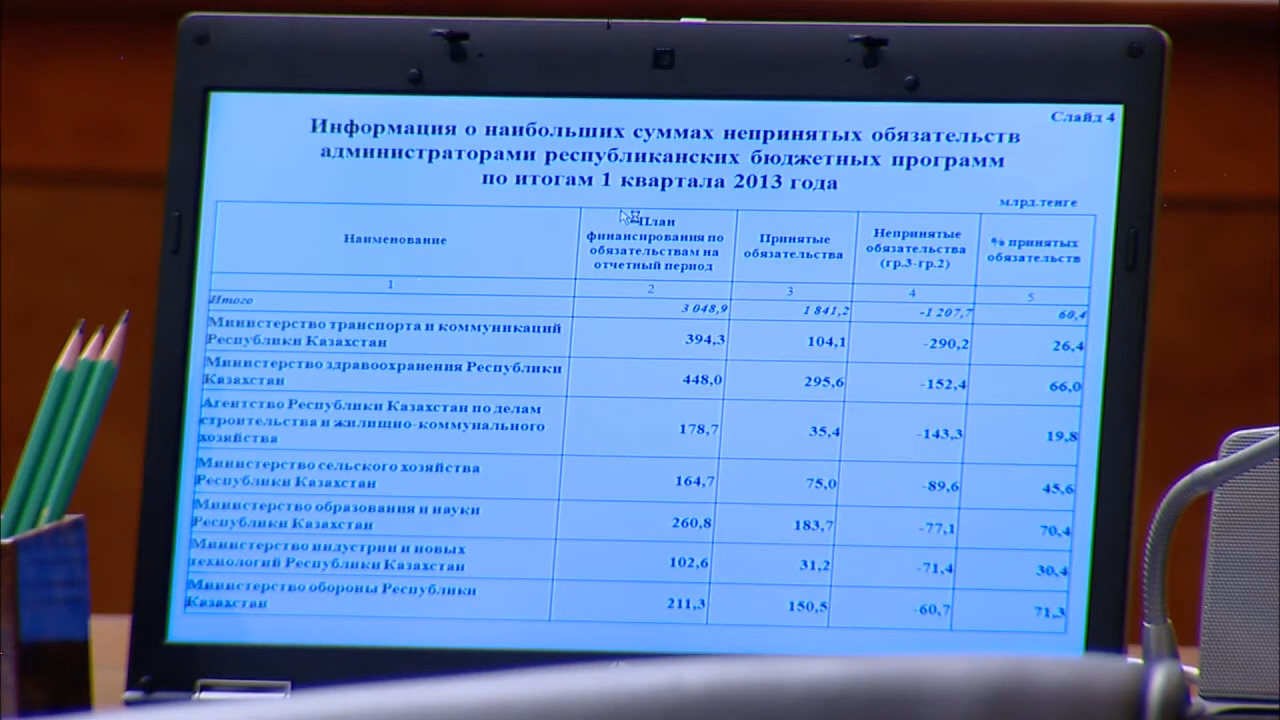 Слайд 4
Информация о наибольших суммах непринятых обязательств
администраторами республиканских бюджетных программ
по итогам 1 квартала 2013 года
млрд.тенге
Наименование
План
финансирования по
обязательствам на
отчетный период
Принятые
обязательства
Непринятые
обязательства
(гр.3-гр.2)
% принятых
обязательств
1 2 3 4 5
Итого 3 048,9 1 841,2 -1 207,7 60,4
Министерство транспорта и коммуникаций
Республики Казахстан 394,3 104,1 -290,2 26,4
Министерство здравоохранения Республики
Казахстан 448,0 295,6 -152,4 66,0
Агентство Республики Казахстан по делам
строительства и жилищно-коммунального
хозяйства 178,7 35,4 -143,3 19,8
Министерство сельского хозяйства
Республики Казахстан 164,7 75,0 -89,6 45,6
Министерство образования и науки
Республики Казахстан 260,8 183,7 -77,1 70,4
Министерство индустрии и новых
технологий Республики Казахстан 102,6 31,2 -71,4 30,4
Министерство обороны Республики
Казахстан 211,3 150,5 -60,7 71,3